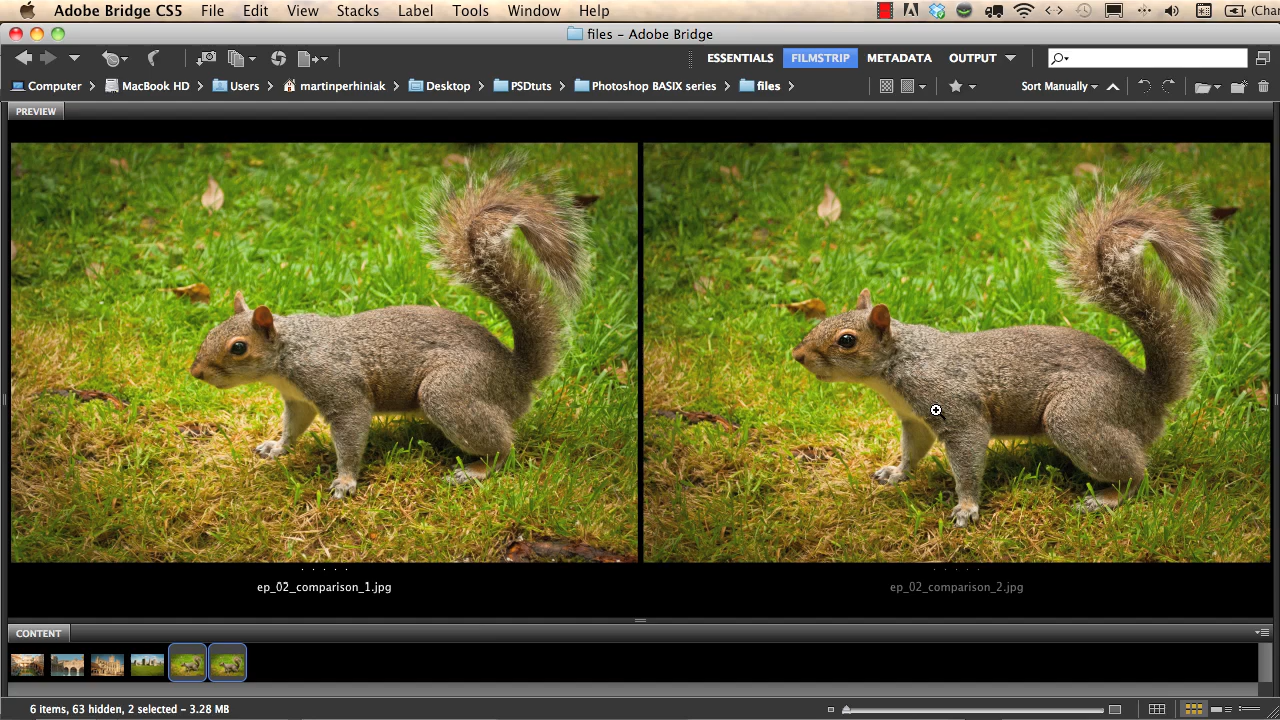 Adobe Bridge CS5 File Edit View Stacks Label Tools Window Help (Char
files – Adobe Bridge
ESSENTIALS FILMSTRIP METADATA OUTPUT
Computer MacBook HD Users martinperhiniak Desktop PSDtuts Photoshop BASIX series files Sort Manually
PREVIEW
ep_02_comparison_1.jpg ep_02_comparison_2.jpg
CONTENT
6 items, 63 hidden, 2 selected – 3.28 MB